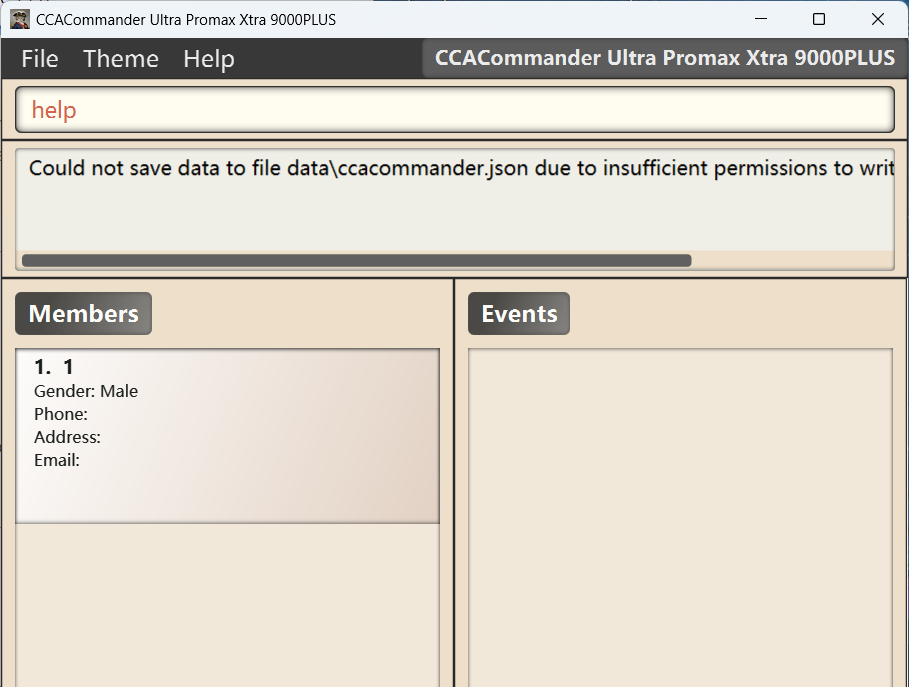 CCACommander Ultra Promax Xtra 9000PLUS
File Theme Help CCACommander Ultra Promax Xtra 9000PLUS
help
Could not save data to file data\ccacommander.json due to insufficient permissions to writ
Members Events
1. 1
Gender: Male
Phone:
Address:
Email: